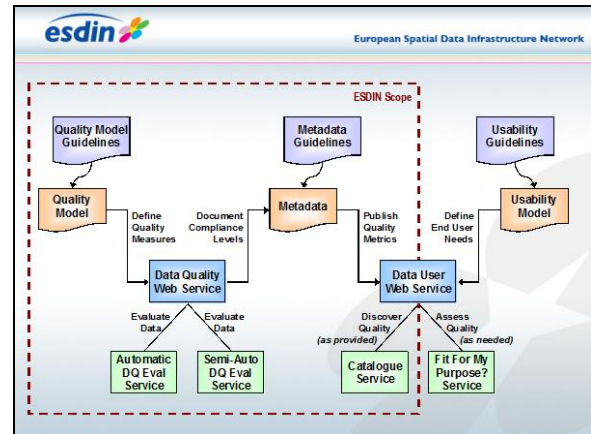 esdin
European Spatial Data Infrastructure Network
ESDIN Scope
Quality Model
Guidelines
Metadata
Guidelines
Usability
Guidelines
Quality
Model
Metadata
Usability
Model
Define
Quality
Measures
Document
Compliance
Levels
Publish
Quality
Metrics
Define
End User
Needs
Data Quality
Web Service
Data User
Web Service
Evaluate
Data
Evaluate
Data
Discover
Quality
(as provided)
Assess
Quality
(as needed)
Automatic
DQ Eval
Service
Semi-Auto
DQ Eval
Service
Catalogue
Service
Fit For My
Purpose?
Service